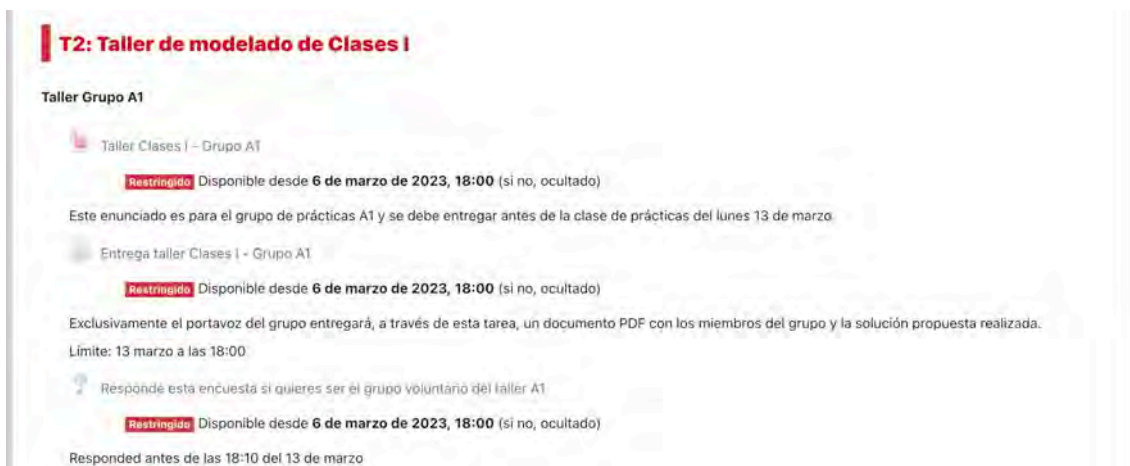 T2: Taller de modelado de Clases I
Taller Grupo A1
Taller Clases I - Grupo A1
Restringido Disponible desde 6 de marzo de 2023, 18:00 (si no, ocultado)
Este enunciado es para el grupo de prácticas A1 y se debe entregar antes de la clase de prácticas del lunes 13 de marzo
Entrega taller Clases I - Grupo A1
Restringido Disponible desde 6 de marzo de 2023, 18:00 (si no, ocultado)
Exclusivamente el portavoz del grupo entregará, a través de esta tarea, un documento PDF con los miembros del grupo y la solución propuesta realizada.
Límite: 13 marzo a las 18:00
Responde esta encuesta si quieres ser el grupo voluntario del taller A1
Restringido Disponible desde 6 de marzo de 2023, 18:00 (si no, ocultado)
Responded antes de las 18:10 del 13 de marzo